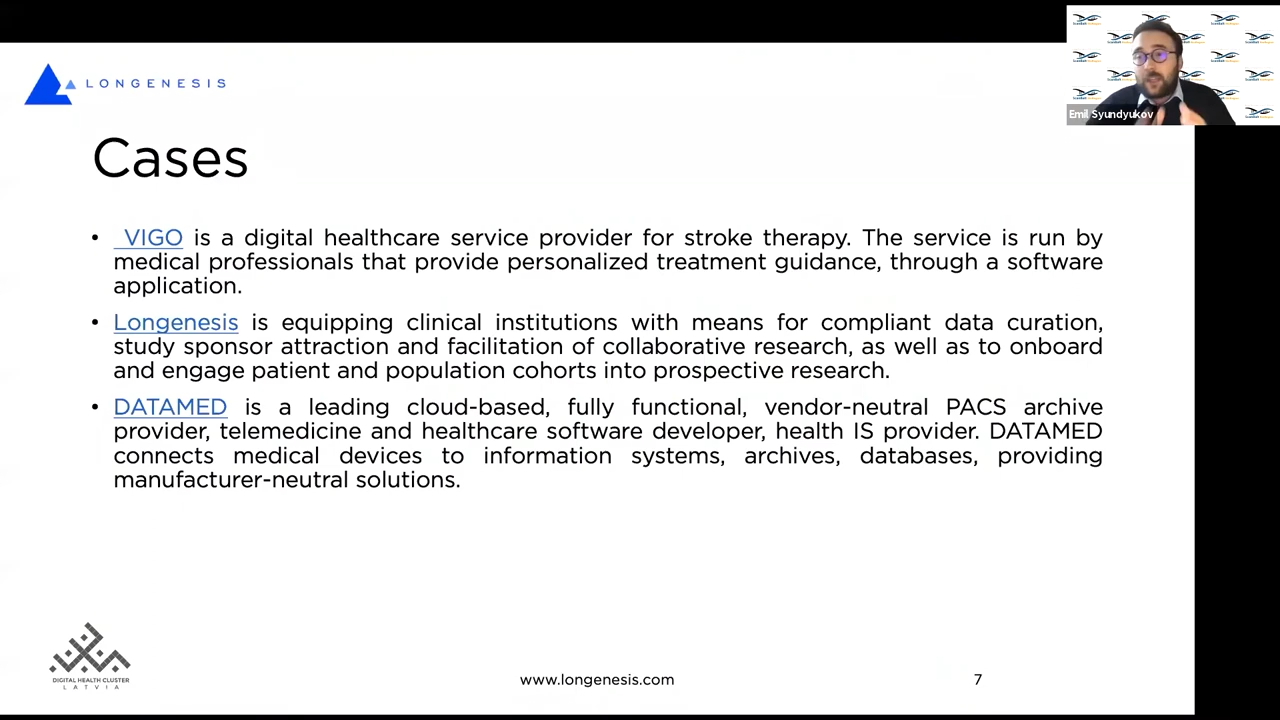 LONGENESIS
Emil Syundyukov
Cases
• VIGO is a digital healthcare service provider for stroke therapy. The service is run by
medical professionals that provide personalized treatment guidance, through a software
application.
• Longenesis is equipping clinical institutions with means for compliant data curation,
study sponsor attraction and facilitation of collaborative research, as well as to onboard
and engage patient and population cohorts into prospective research.
• DATAMED is a leading cloud-based, fully functional, vendor-neutral PACS archive
provider, telemedicine and healthcare software developer, health IS provider. DATAMED
connects medical devices to information systems, archives, databases, providing
manufacturer-neutral solutions.
DIGITAL HEALTH CLUSTER
LATVIA
www.longenesis.com
7